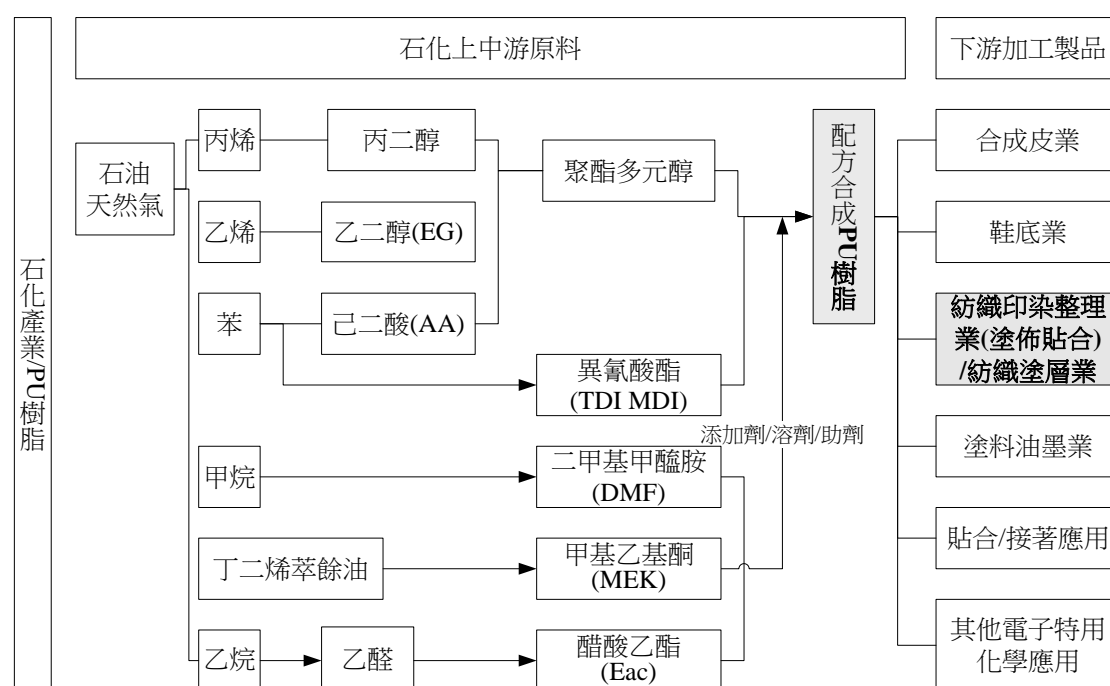 石化產業/PU樹脂
石化上中游原料
下游加工製品
石油
天然氣
丙烯
丙二醇
聚酯多元醇
乙烯
乙二醇(EG)
苯
己二酸(AA)
異氰酸酯
(TDI MDI)
添加劑/溶劑/助劑
甲烷
二甲基甲醯胺
(DMF)
丁二烯萃餘油
甲基乙基酮
(MEK)
乙烷
乙醛
醋酸乙酯
(Eac)
配方合成PU樹脂
合成皮業
鞋底業
紡織印染整理
業(塗佈貼合)
/紡織塗層業
塗料油墨業
貼合/接著應用
其他電子特用
化學應用